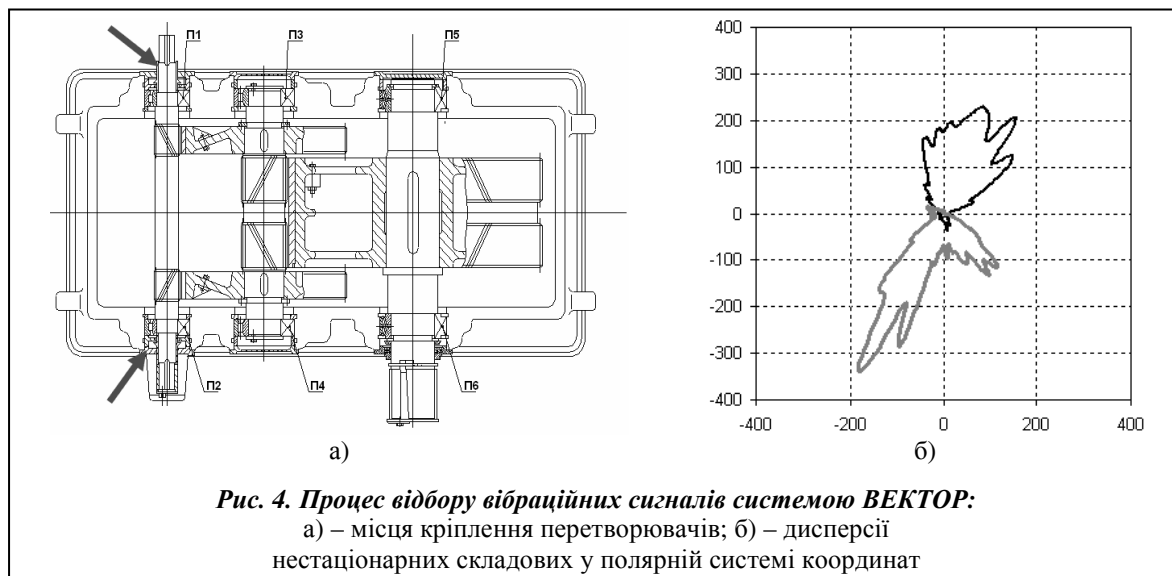 П1
П3
П5
П2
П4
П6
а)
400
300
200
100
0
-100
-200
-300
-400
-400
-200
0
200
400
б)
Рис. 4. Процес відбору вібраційних сигналів системою ВЕКТОР:
а) – місця кріплення перетворювачів; б) – дисперсії
нестаціонарних складових у полярній системі координат